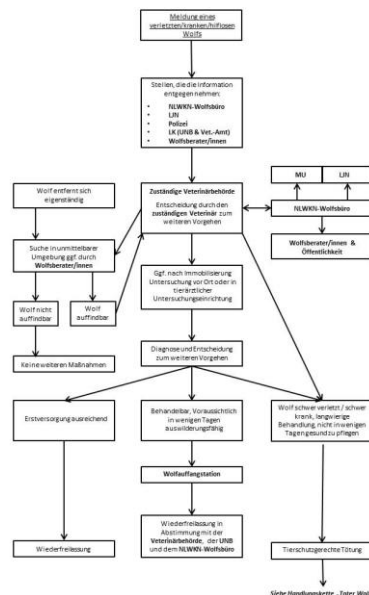 Meldung eines
verletzten/kranken/hilflosen
Wolfs
Stellen, die die Information
entgegen nehmen:
• NLWKN-Wolfsbüro
• LJN
• Polizei
• LK (UNB & Vet.-Amt)
• Wolfsberater/innen
MU
LJN
Wolf entfernt sich
eigenständig
Zuständige Veterinärbehörde
Entscheidung durch den
zuständigen Veterinär zum
weiteren Vorgehen
NLWKN-Wolfsbüro
Wolfsberater/innen &
Öffentlichkeit
Suche in unmittelbarer
Umgebung ggf. durch
Wolfsberater/innen
Wolf nicht
auffindbar
Wolf
auffindbar
Ggf. nach Immobilisierung
Untersuchung vor Ort oder in
tierärztlicher
Untersuchungseinrichtung
Keine weiteren Maßnahmen
Diagnose und Entscheidung
zum weiteren Vorgehen
Erstversorgung ausreichend
Behandelbar, Voraussichtlich
in wenigen Tagen
auswilderungsfähig
Wolf schwer verletzt / schwer
krank, langwierige
Behandlung, nicht in wenigen
Tagen gesund zu pflegen
Wolfauffangstation
Wiederfreilassung
Wiederfreilassung in
Abstimmung mit der
Veterinärbehörde, der UNB
und dem NLWKN-Wolfsbüro
Tierschutzgerechte Tötung
Siehe Handlungskette „Toter Wolf